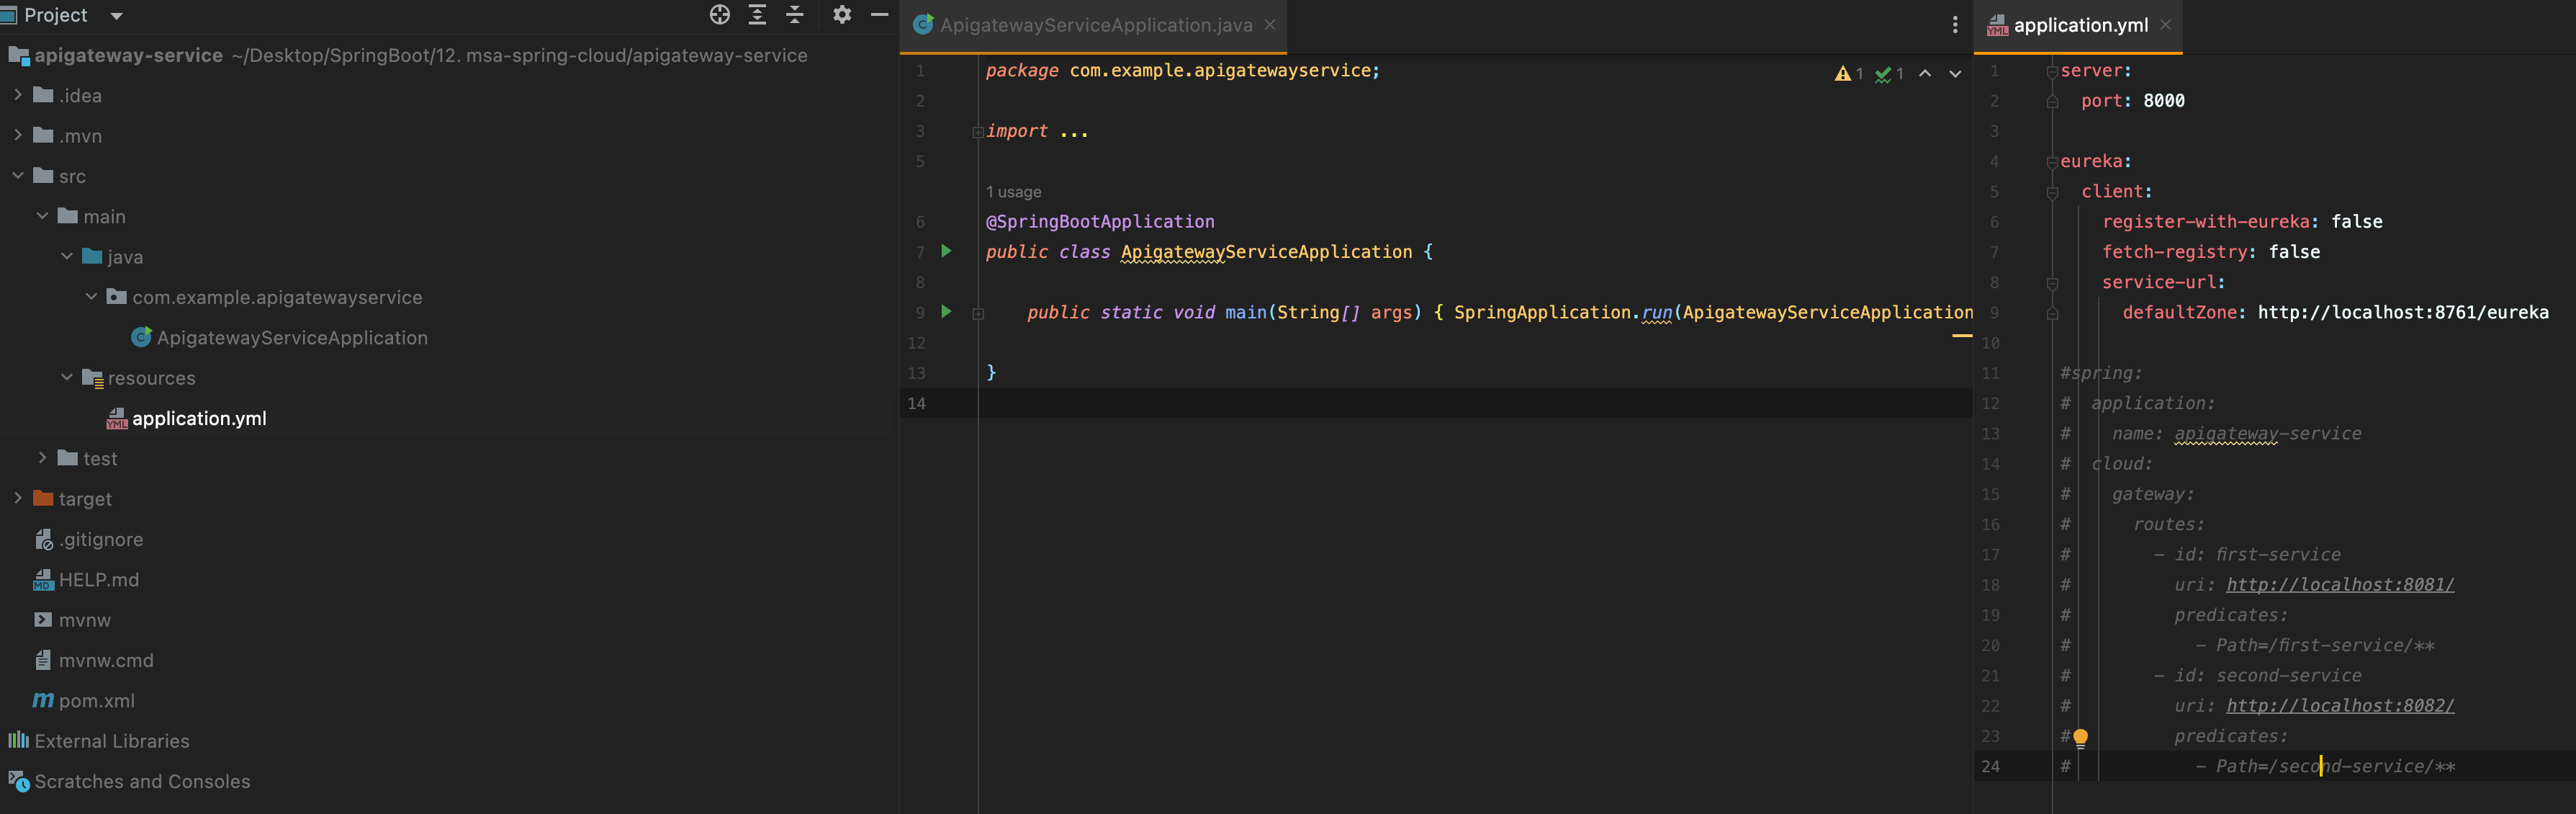 Project
apigateway-service ~/Desktop/SpringBoot/12. msa-spring-cloud/apigateway-service
.idea
.mvn
src
main
java
com.example.apigatewayservice
ApigatewayServiceApplication
resources
application.yml
test
target
.gitignore
HELP.md
mvnw
mvnw.cmd
pom.xml
External Libraries
Scratches and Consoles
ApigatewayServiceApplication.java
1 package com.example.apigatewayservice;
1 1
2
3 import ...
5
1 usage
6 @SpringBootApplication
7 public class ApigatewayServiceApplication {
8
9 public static void main(String[] args) { SpringApplication.run(ApigatewayServiceApplication
12
13 }
14
application.yml
1 server:
2 port: 8000
3
4 eureka:
5 client:
6 register-with-eureka: false
7 fetch-registry: false
8 service-url:
9 defaultZone: http://localhost:8761/eureka
10
11 #spring:
12 # application:
13 # name: apigateway-service
14 # cloud:
15 # gateway:
16 # routes:
17 # - id: first-service
18 # uri: http://localhost:8081/
19 # predicates:
20 # - Path=/first-service/**
21 # - id: second-service
22 # uri: http://localhost:8082/
23 # predicates:
24 # - Path=/second-service/**